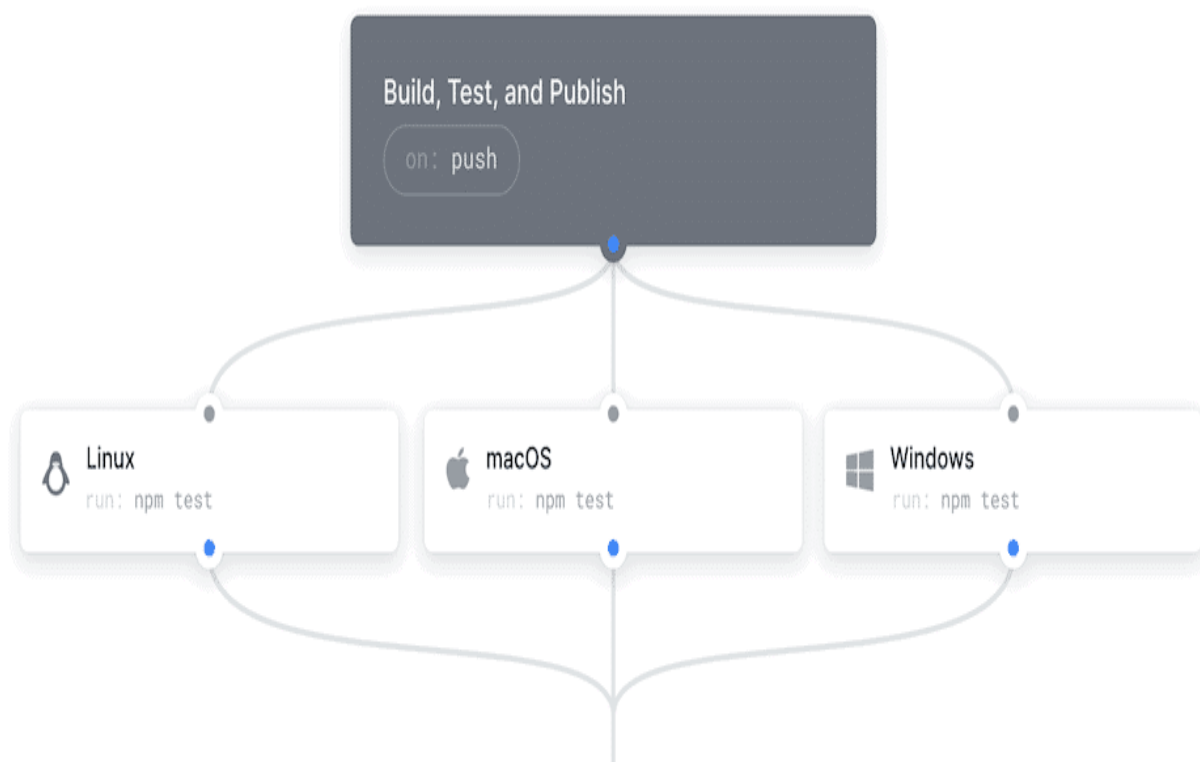 Build, Test, and Publish
on: push
Linux
run: npm test
macOS
run: npm test
Windows
run: npm test